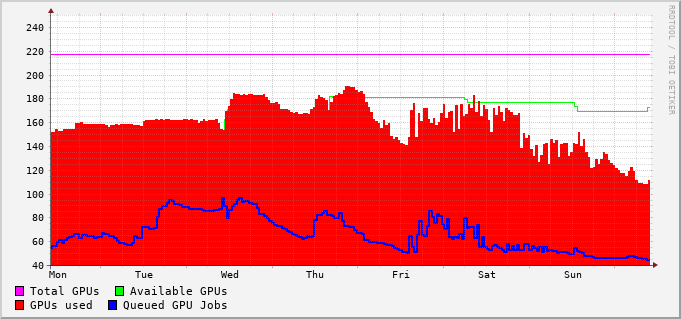 240
220
200
180
160
140
120
100
80
60
40
Mon Tue Wed Thu Fri Sat Sun
Total GPUs Available GPUs
GPUs used Queued GPU Jobs
RRDTOOL / TOBI OETIKER